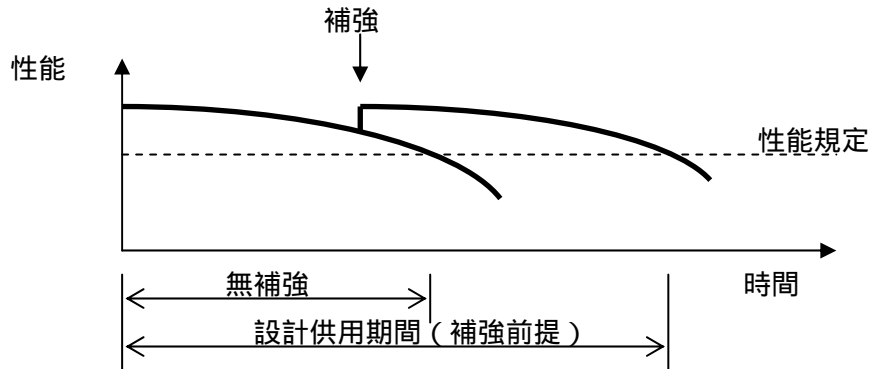 補強
性能
性能規定
無補強
時間
設計供用期間(補強前提)